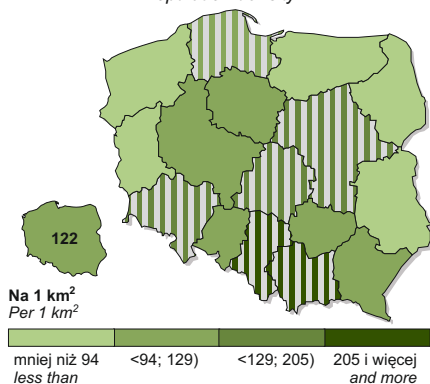 122
Na 1 km²
Per 1 km²
mniej niż 94 <94; 129) <129; 205) 205 i więcej
less than and more